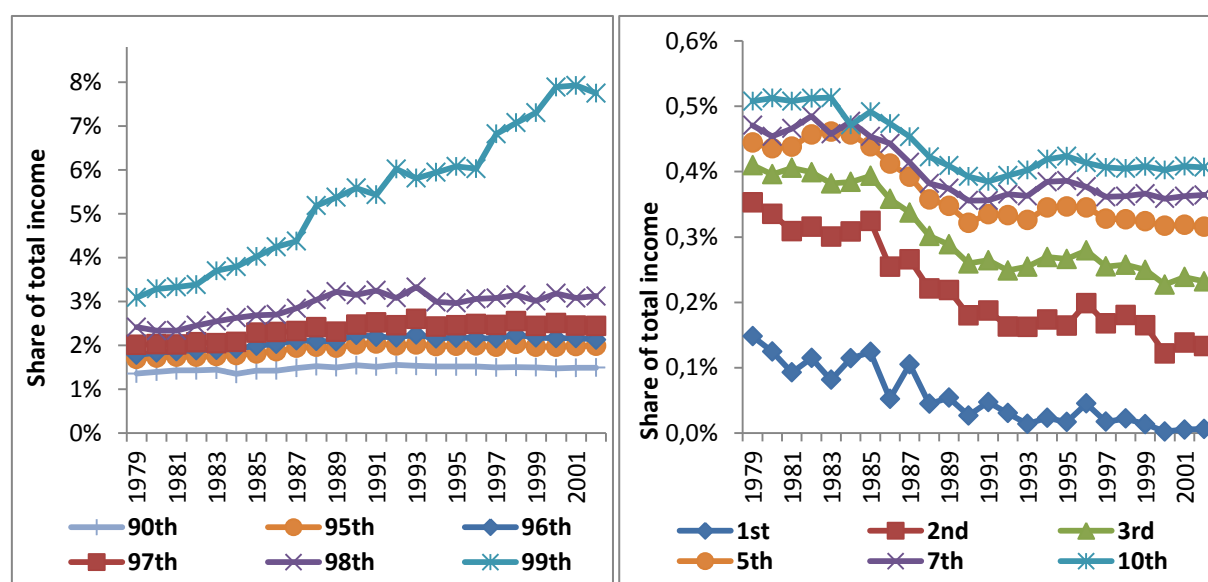 Share of total income
8%
7%
6%
5%
4%
3%
2%
1%
0%
1979 1981 1983 1985 1987 1989 1991 1993 1995 1997 1999 2001
90th 95th 96th
97th 98th 99th
Share of total income
0,6%
0,5%
0,4%
0,3%
0,2%
0,1%
0,0%
1979 1981 1983 1985 1987 1989 1991 1993 1995 1997 1999 2001
1st 2nd 3rd
5th 7th 10th